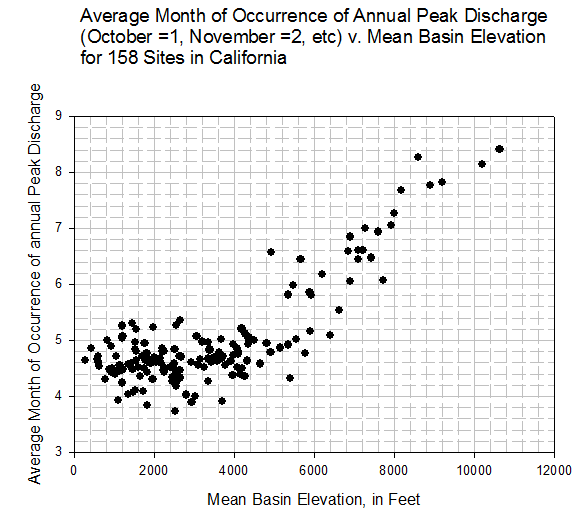 Average Month of Occurrence of Annual Peak Discharge
(October =1, November =2, etc) v. Mean Basin Elevation
for 158 Sites in California
Average Month of Occurrence of annual Peak Discharge
9
8
7
6
5
4
3
0 2000 4000 6000 8000 10000 12000
Mean Basin Elevation, in Feet